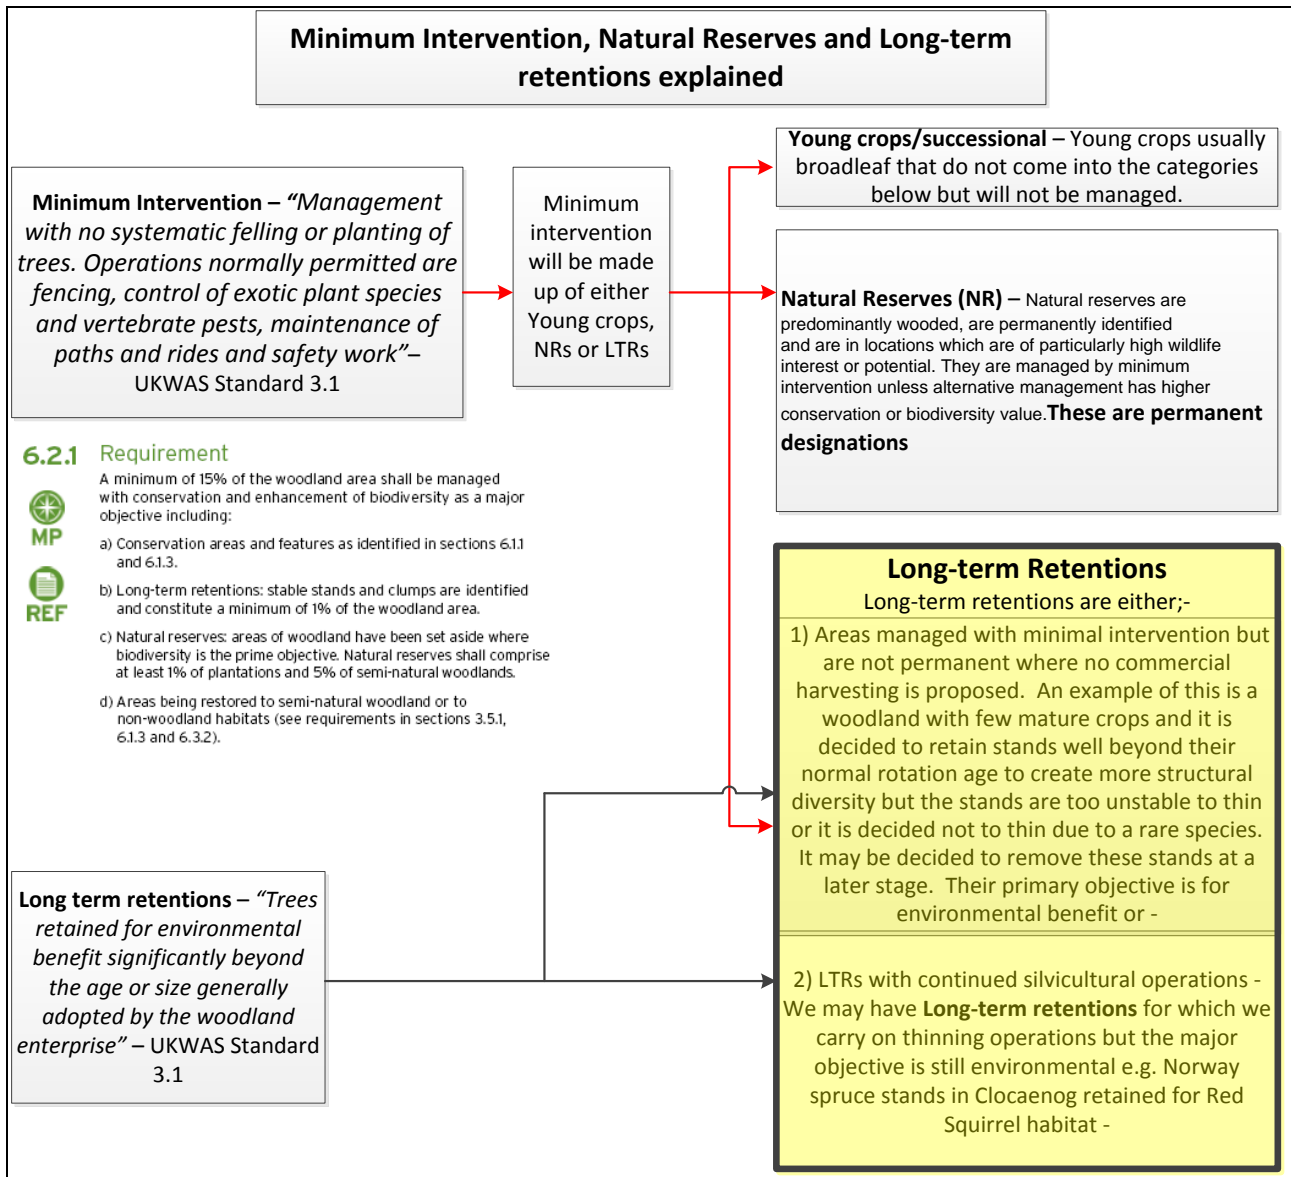 Minimum Intervention, Natural Reserves and Long-term
retentions explained
Minimum Intervention – “Management
with no systematic felling or planting of
trees. Operations normally permitted are
fencing, control of exotic plant species
and vertebrate pests, maintenance of
paths and rides and safety work”–
UKWAS Standard 3.1
Minimum
intervention
will be made
up of either
Young crops,
NRs or LTRs
Young crops/successional – Young crops usually
broadleaf that do not come into the categories
below but will not be managed.
Natural Reserves (NR) – Natural reserves are
predominantly wooded, are permanently identified
and are in locations which are of particularly high wildlife
interest or potential. They are managed by minimum
intervention unless alternative management has higher
conservation or biodiversity value.These are permanent
designations
6.2.1 Requirement
A minimum of 15% of the woodland area shall be managed
with conservation and enhancement of biodiversity as a major
objective including:
MP
a) Conservation areas and features as identified in sections 6.1.1
and 6.1.3.
REF
b) Long-term retentions: stable stands and clumps are identified
and constitute a minimum of 1% of the woodland area.
c) Natural reserves: areas of woodland have been set aside where
biodiversity is the prime objective. Natural reserves shall comprise
at least 1% of plantations and 5% of semi-natural woodlands.
d) Areas being restored to semi-natural woodland or to
non-woodland habitats (see requirements in sections 3.5.1,
6.1.3 and 6.3.2).
Long term retentions – “Trees
retained for environmental
benefit significantly beyond
the age or size generally
adopted by the woodland
enterprise” – UKWAS Standard
3.1
Long-term Retentions
Long-term retentions are either;-
1) Areas managed with minimal intervention but
are not permanent where no commercial
harvesting is proposed. An example of this is a
woodland with few mature crops and it is
decided to retain stands well beyond their
normal rotation age to create more structural
diversity but the stands are too unstable to thin
or it is decided not to thin due to a rare species.
It may be decided to remove these stands at a
later stage. Their primary objective is for
environmental benefit or -
2) LTRs with continued silvicultural operations -
We may have Long-term retentions for which we
carry on thinning operations but the major
objective is still environmental e.g. Norway
spruce stands in Clocaenog retained for Red
Squirrel habitat -